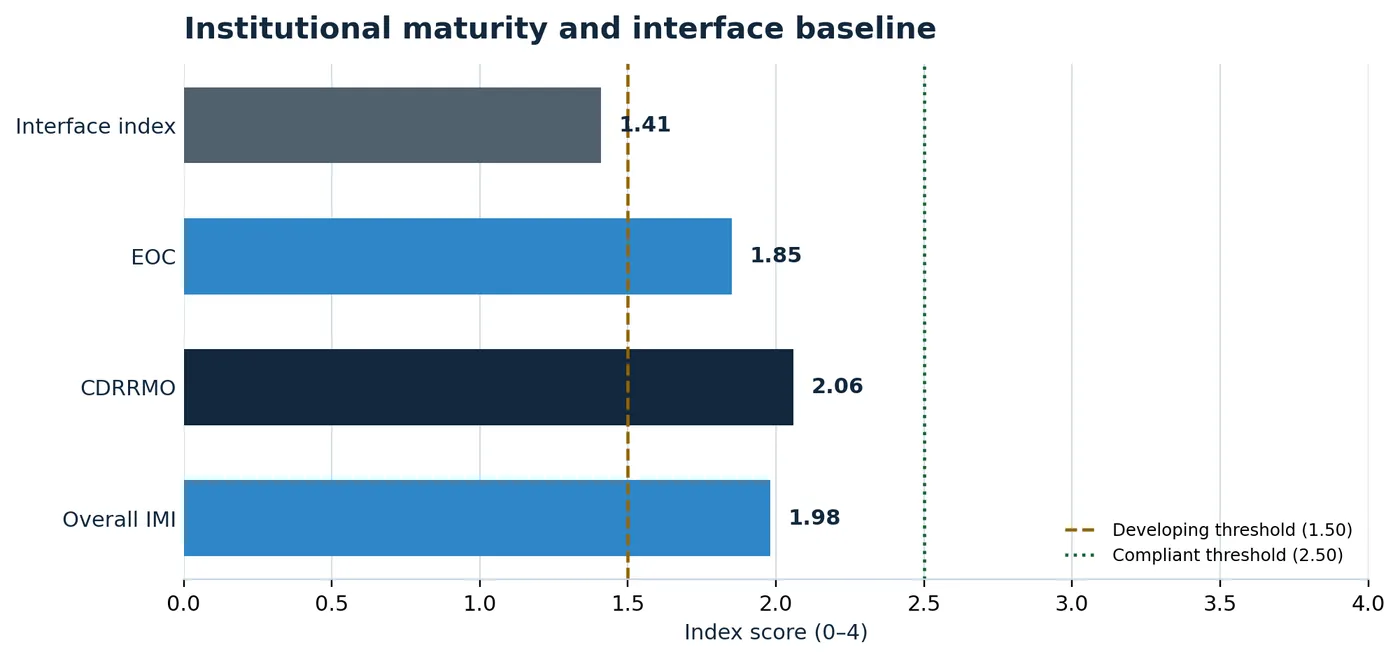 Institutional maturity and interface baseline
Interface index
1.41
EOC
1.85
CDRRMO
2.06
Overall IMI
1.98
Developing threshold (1.50)
Compliant threshold (2.50)
0.0 0.5 1.0 1.5 2.0 2.5 3.0 3.5 4.0
Index score (0–4)